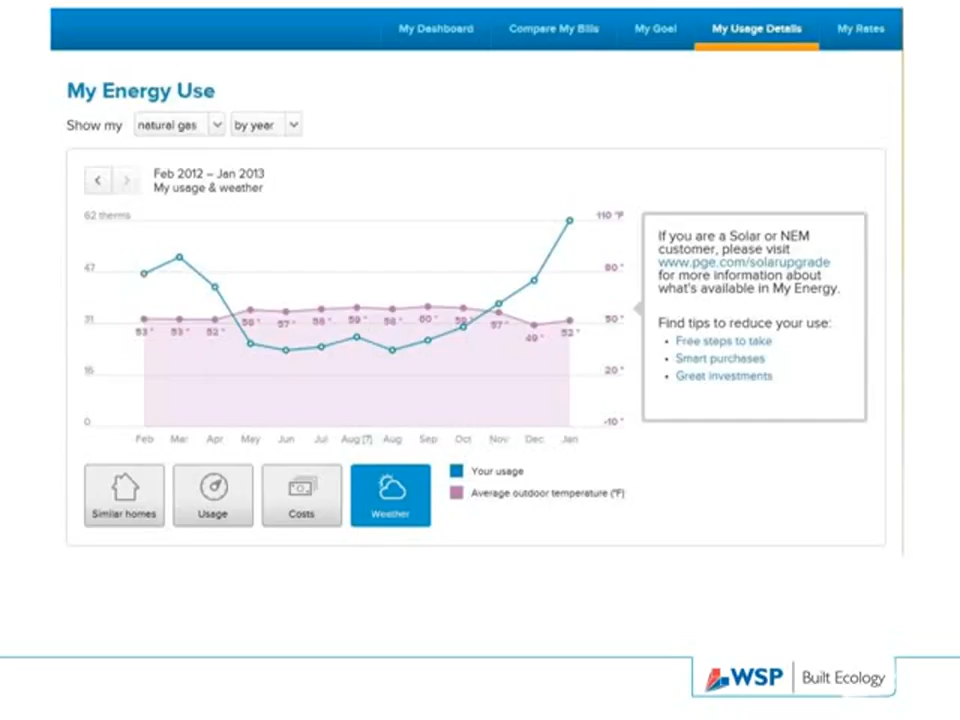 My Dashboard Compare My Bills My Goal My Usage Details My Rates
My Energy Use
Show my natural gas by year
Feb 2012 – Jan 2013
My usage & weather
62 therms 110 °F
47 80 °
31 50 °
16 20 °
0 -10 °
53 ° 53 ° 52 ° 58 ° 57 ° 58 ° 59 ° 58 ° 60 ° 59 ° 57 ° 49 ° 52 °
Feb Mar Apr May Jun Jul Aug [7] Aug Sep Oct Nov Dec Jan
If you are a Solar or NEM
customer, please visit
www.pge.com/solarupgrade
for more information about
what's available in My Energy.
Find tips to reduce your use:
• Free steps to take
• Smart purchases
• Great investments
Similar homes Usage Costs Weather
Your usage
Average outdoor temperature (°F)
WSP Built Ecology